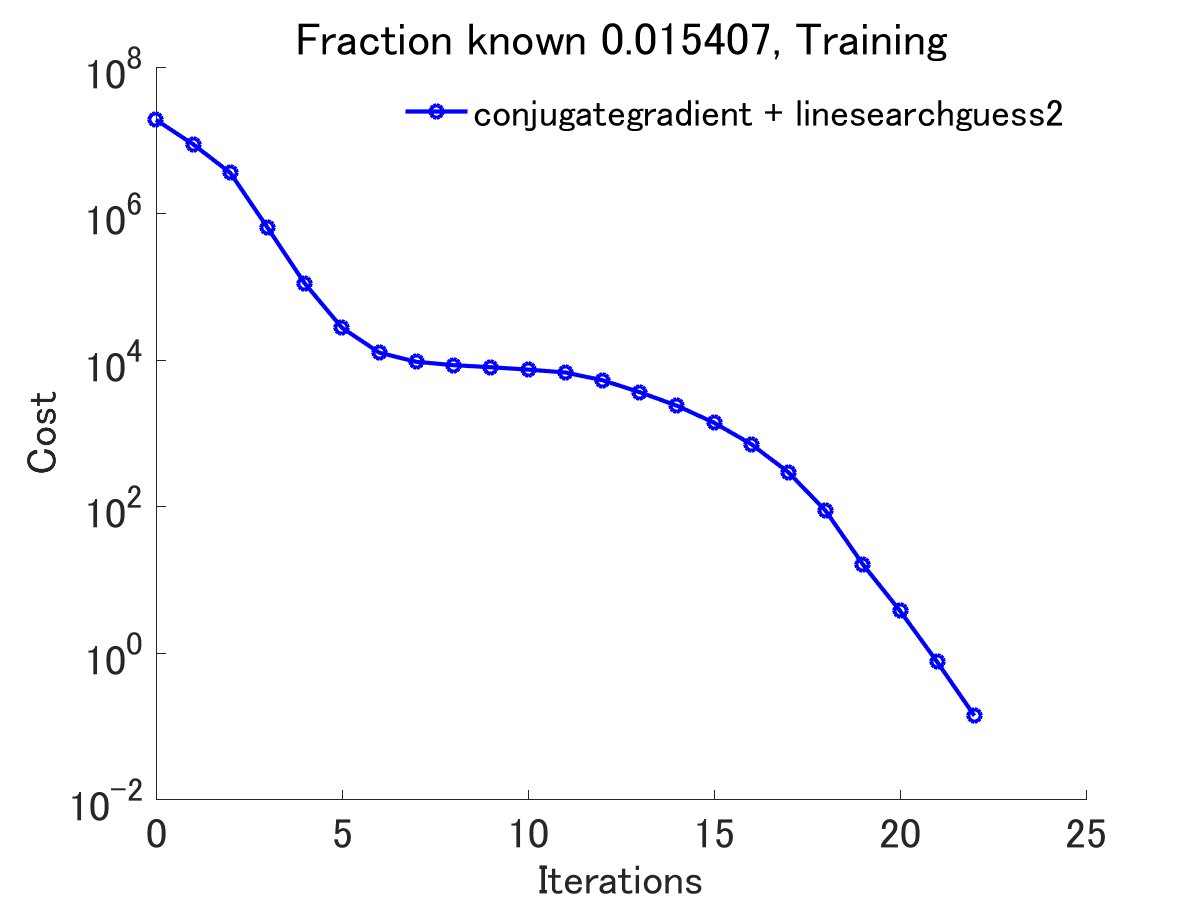 Fraction known 0.015407, Training
conjugategradient + linesearchguess2
10^8
10^6
10^4
10^2
10^0
10^−2
Cost
0 5 10 15 20 25
Iterations